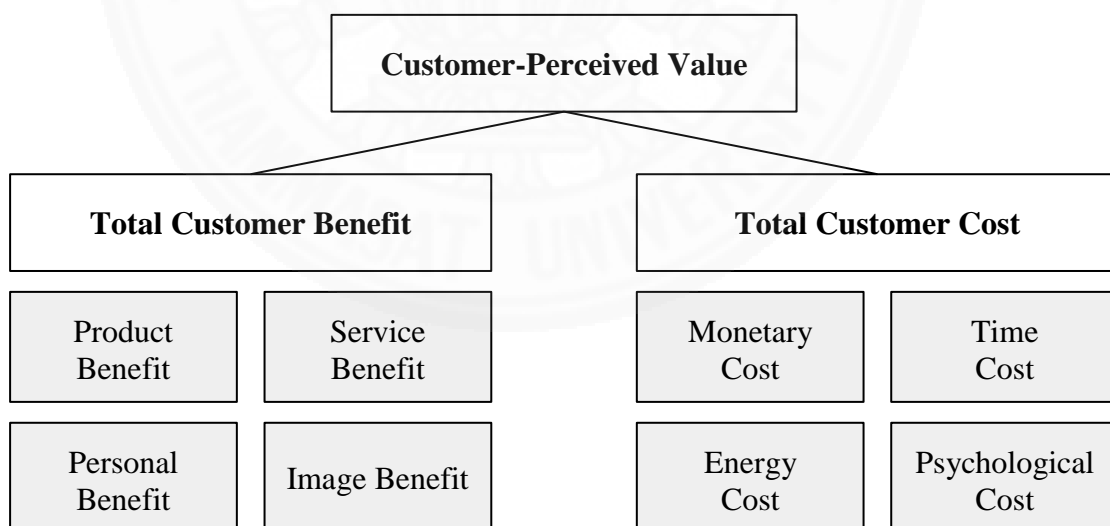 Customer-Perceived Value
Total Customer Benefit
Total Customer Cost
Product
Benefit
Service
Benefit
Monetary
Cost
Time
Cost
Personal
Benefit
Image Benefit
Energy
Cost
Psychological
Cost